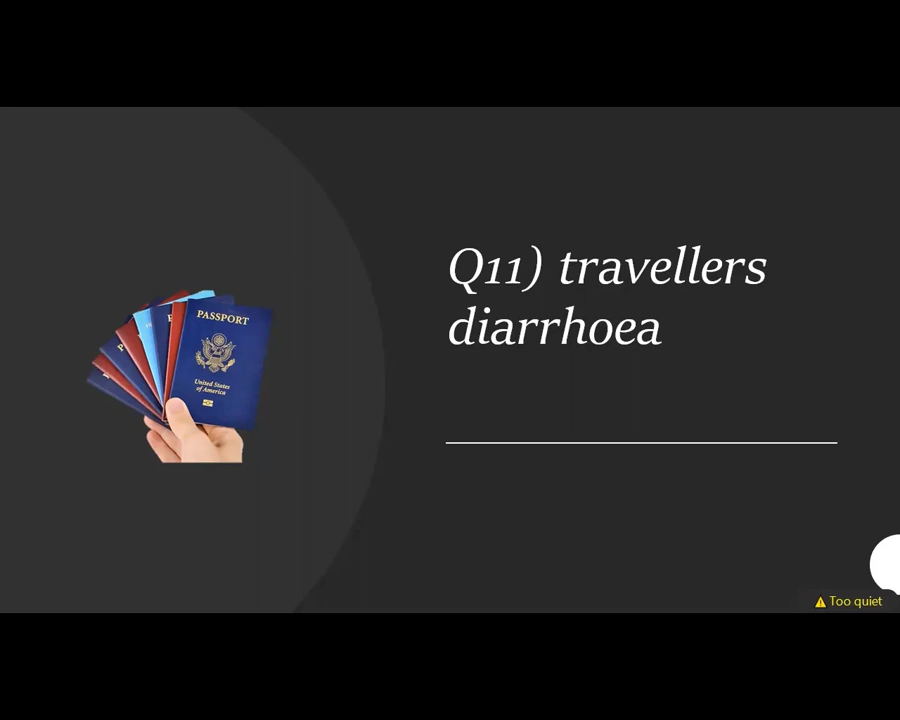 Q11) travellers
diarrhoea
PASSPORT
United States
of America
Too quiet